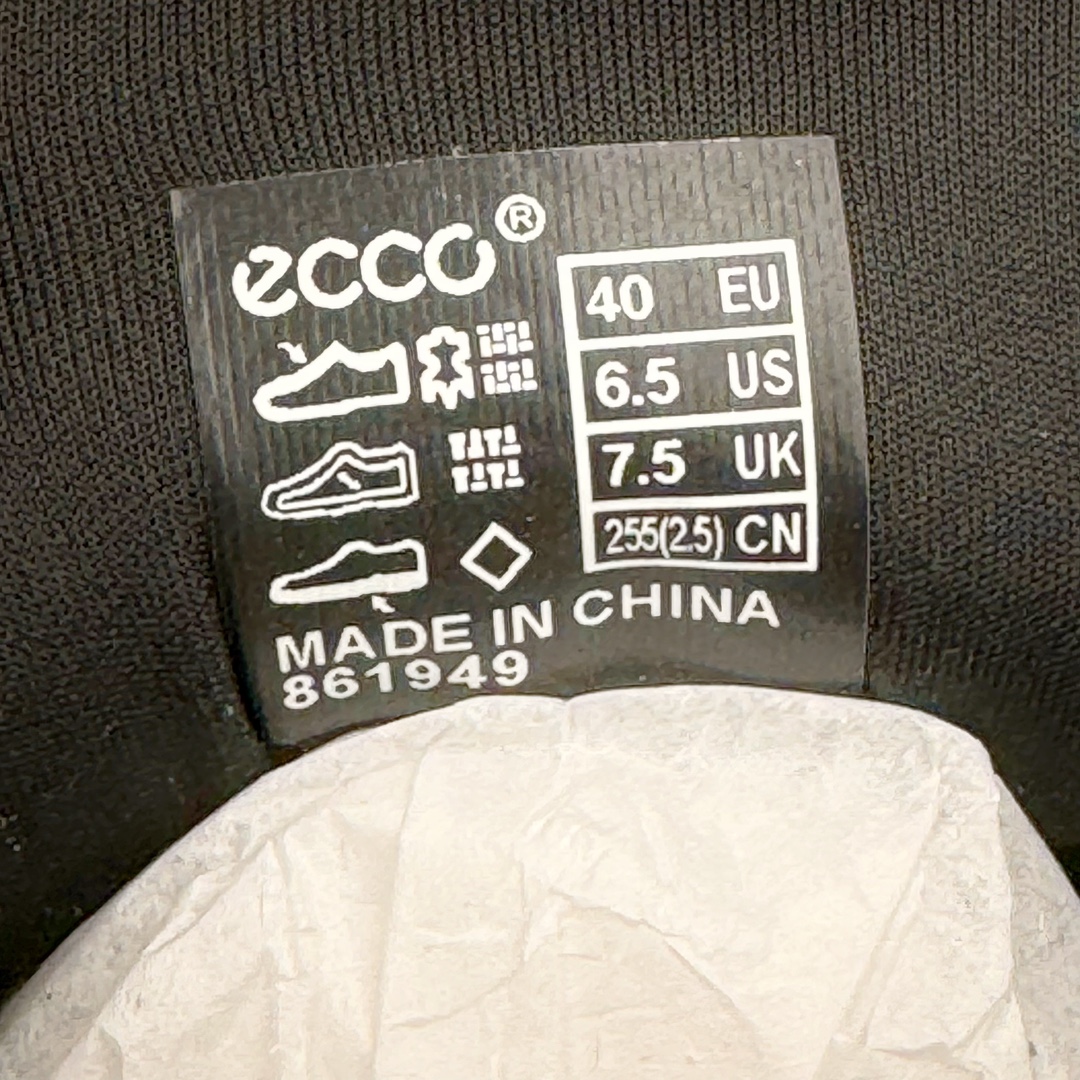 ecco®
40 EU
6.5 US
7.5 UK
255(2.5) CN
MADE IN CHINA
861949